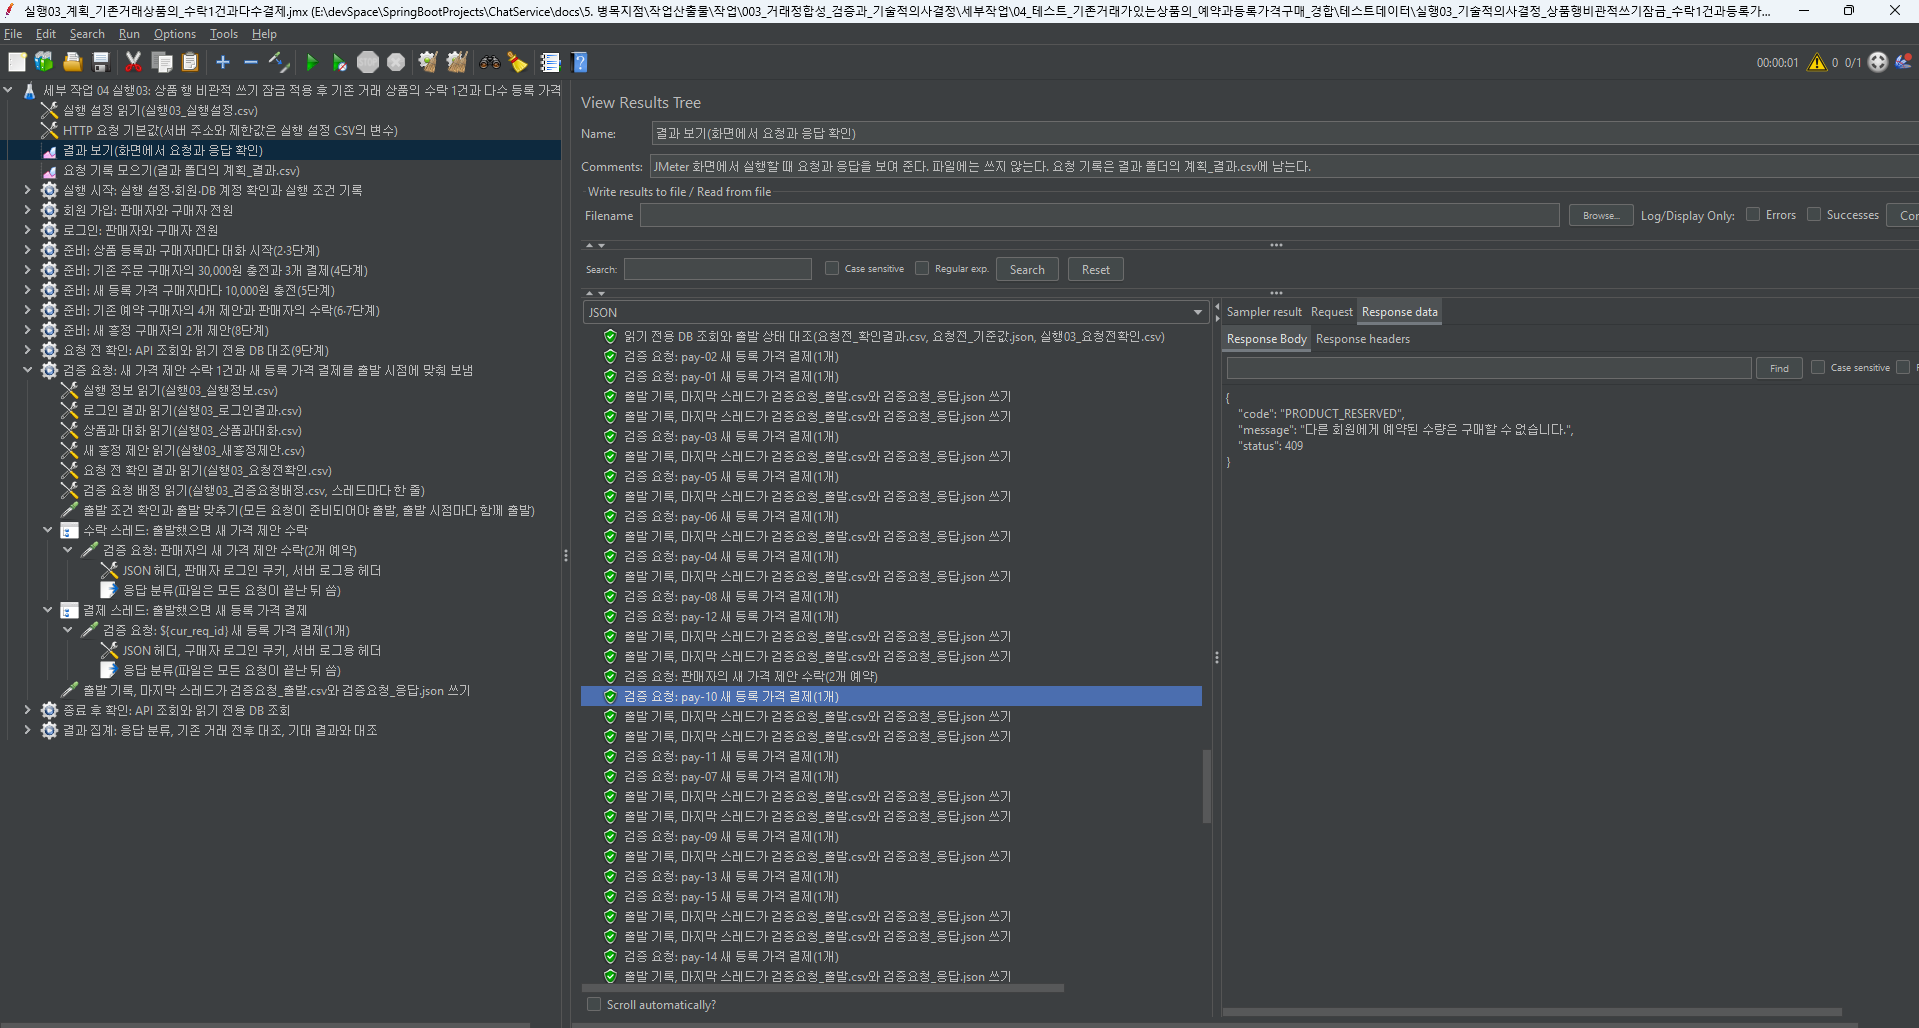 실행03_계획_기존거래상품의_수락1건과다수결제.jmx (E:\devSpace\SpringBootProjects\ChatService\docs\5. 병목지점\작업산출물\작업\003_거래정합성_검증과_기술적의사결정\세부작업\04_테스트_기존거래가있는상품의_예약과등록가격구매_경합\테스트데이터\실행03_기술적의사결정_상품행비관적쓰기잠금_수락1건과등록가...
File Edit Search Run Options Tools Help
00:00:01 0 0/1
세부 작업 04 실행03: 상품 행 비관적 쓰기 잠금 적용 후 기존 거래 상품의 수락 1건과 다수 등록 가격
실행 설정 읽기(실행03_실행설정.csv)
HTTP 요청 기본값(서버 주소와 제한값은 실행 설정 CSV의 변수)
결과 보기(화면에서 요청과 응답 확인)
요청 기록 모으기(결과 폴더의 계획_결과.csv)
실행 시작: 실행 설정·회원·DB 계정 확인과 실행 조건 기록
회원 가입: 판매자와 구매자 전원
로그인: 판매자와 구매자 전원
준비: 상품 등록과 구매자마다 대화 시작(2·3단계)
준비: 기존 주문 구매자의 30,000원 충전과 3개 결제(4단계)
준비: 새 등록 가격 구매자마다 10,000원 충전(5단계)
준비: 기존 예약 구매자의 4개 제안과 판매자의 수락(6·7단계)
준비: 새 흥정 구매자의 2개 제안(8단계)
요청 전 확인: API 조회와 읽기 전용 DB 대조(9단계)
검증 요청: 새 가격 제안 수락 1건과 새 등록 가격 결제를 출발 시점에 맞춰 보냄
실행 정보 읽기(실행03_실행정보.csv)
로그인 결과 읽기(실행03_로그인결과.csv)
상품과 대화 읽기(실행03_상품과대화.csv)
새 흥정 제안 읽기(실행03_새흥정제안.csv)
요청 전 확인 결과 읽기(실행03_요청전확인.csv)
검증 요청 배정 읽기(실행03_검증요청배정.csv, 스레드마다 한 줄)
출발 조건 확인과 출발 맞추기(모든 요청이 준비되어야 출발, 출발 시점마다 함께 출발)
수락 스레드: 출발했으면 새 가격 제안 수락
검증 요청: 판매자의 새 가격 제안 수락(2개 예약)
JSON 헤더, 판매자 로그인 쿠키, 서버 로그용 헤더
응답 분류(파일은 모든 요청이 끝난 뒤 씀)
결제 스레드: 출발했으면 새 등록 가격 결제
검증 요청: ${cur_req_id} 새 등록 가격 결제(1개)
JSON 헤더, 구매자 로그인 쿠키, 서버 로그용 헤더
응답 분류(파일은 모든 요청이 끝난 뒤 씀)
출발 기록, 마지막 스레드가 검증요청_출발.csv와 검증요청_응답.json 쓰기
종료 후 확인: API 조회와 읽기 전용 DB 조회
결과 집계: 응답 분류, 기존 거래 전후 대조, 기대 결과와 대조
View Results Tree
Name: 결과 보기(화면에서 요청과 응답 확인)
Comments: JMeter 화면에서 실행할 때 요청과 응답을 보여 준다. 파일에는 쓰지 않는다. 요청 기록은 결과 폴더의 계획_결과.csv에 남는다.
Write results to file / Read from file
Filename Browse... Log/Display Only: Errors Successes Cor
Search: Case sensitive Regular exp. Search Reset
JSON
읽기 전용 DB 조회와 출발 상태 대조(요청전_확인결과.csv, 요청전_기준값.json, 실행03_요청전확인.csv)
검증 요청: pay-02 새 등록 가격 결제(1개)
검증 요청: pay-01 새 등록 가격 결제(1개)
출발 기록, 마지막 스레드가 검증요청_출발.csv와 검증요청_응답.json 쓰기
출발 기록, 마지막 스레드가 검증요청_출발.csv와 검증요청_응답.json 쓰기
검증 요청: pay-03 새 등록 가격 결제(1개)
출발 기록, 마지막 스레드가 검증요청_출발.csv와 검증요청_응답.json 쓰기
검증 요청: pay-05 새 등록 가격 결제(1개)
출발 기록, 마지막 스레드가 검증요청_출발.csv와 검증요청_응답.json 쓰기
검증 요청: pay-06 새 등록 가격 결제(1개)
출발 기록, 마지막 스레드가 검증요청_출발.csv와 검증요청_응답.json 쓰기
검증 요청: pay-04 새 등록 가격 결제(1개)
출발 기록, 마지막 스레드가 검증요청_출발.csv와 검증요청_응답.json 쓰기
검증 요청: pay-08 새 등록 가격 결제(1개)
검증 요청: pay-12 새 등록 가격 결제(1개)
출발 기록, 마지막 스레드가 검증요청_출발.csv와 검증요청_응답.json 쓰기
출발 기록, 마지막 스레드가 검증요청_출발.csv와 검증요청_응답.json 쓰기
검증 요청: 판매자의 새 가격 제안 수락(2개 예약)
검증 요청: pay-10 새 등록 가격 결제(1개)
출발 기록, 마지막 스레드가 검증요청_출발.csv와 검증요청_응답.json 쓰기
출발 기록, 마지막 스레드가 검증요청_출발.csv와 검증요청_응답.json 쓰기
검증 요청: pay-11 새 등록 가격 결제(1개)
검증 요청: pay-07 새 등록 가격 결제(1개)
출발 기록, 마지막 스레드가 검증요청_출발.csv와 검증요청_응답.json 쓰기
출발 기록, 마지막 스레드가 검증요청_출발.csv와 검증요청_응답.json 쓰기
검증 요청: pay-09 새 등록 가격 결제(1개)
출발 기록, 마지막 스레드가 검증요청_출발.csv와 검증요청_응답.json 쓰기
검증 요청: pay-13 새 등록 가격 결제(1개)
검증 요청: pay-15 새 등록 가격 결제(1개)
출발 기록, 마지막 스레드가 검증요청_출발.csv와 검증요청_응답.json 쓰기
출발 기록, 마지막 스레드가 검증요청_출발.csv와 검증요청_응답.json 쓰기
검증 요청: pay-14 새 등록 가격 결제(1개)
출발 기록, 마지막 스레드가 검증요청_출발.csv와 검증요청_응답.json 쓰기
Scroll automatically?
Sampler result Request Response data
Response Body Response headers
Find Case sensitive
{
"code": "PRODUCT_RESERVED",
"message": "다른 회원에게 예약된 수량은 구매할 수 없습니다.",
"status": 409
}